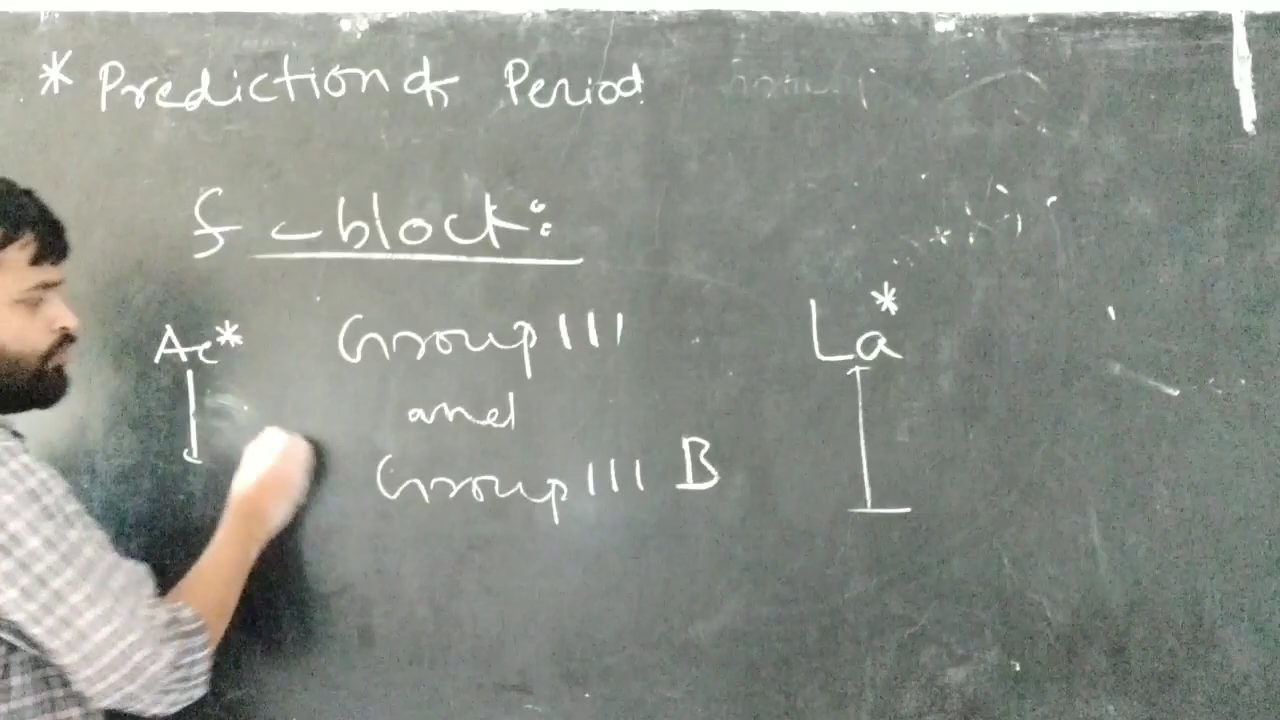 * Prediction of Period
f-block:
Ac* Group III La*
and
Group III B